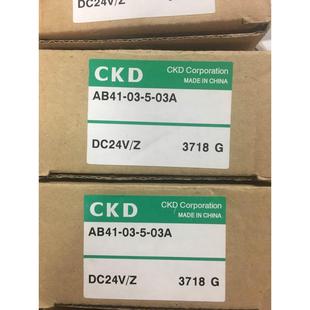 DC24V/Z
3718 G
CKD
CKD Corporation
MADE IN CHINA
AB41-03-5-03A
DC24V/Z
3718 G
CKD
CKD Corporation
MADE IN CHINA
AB41-03-5-03A
DC24V/Z
3718 G